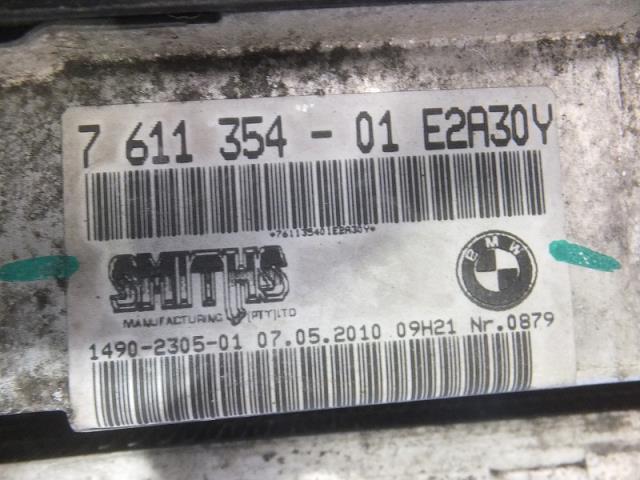 7 611 354 - 01 E2A30Y
*761135401E2A30Y*
SMITHS
MANUFACTURING (PTY) LTD
BMW
1490-2305-01 07.05.2010 09H21 Nr.0879